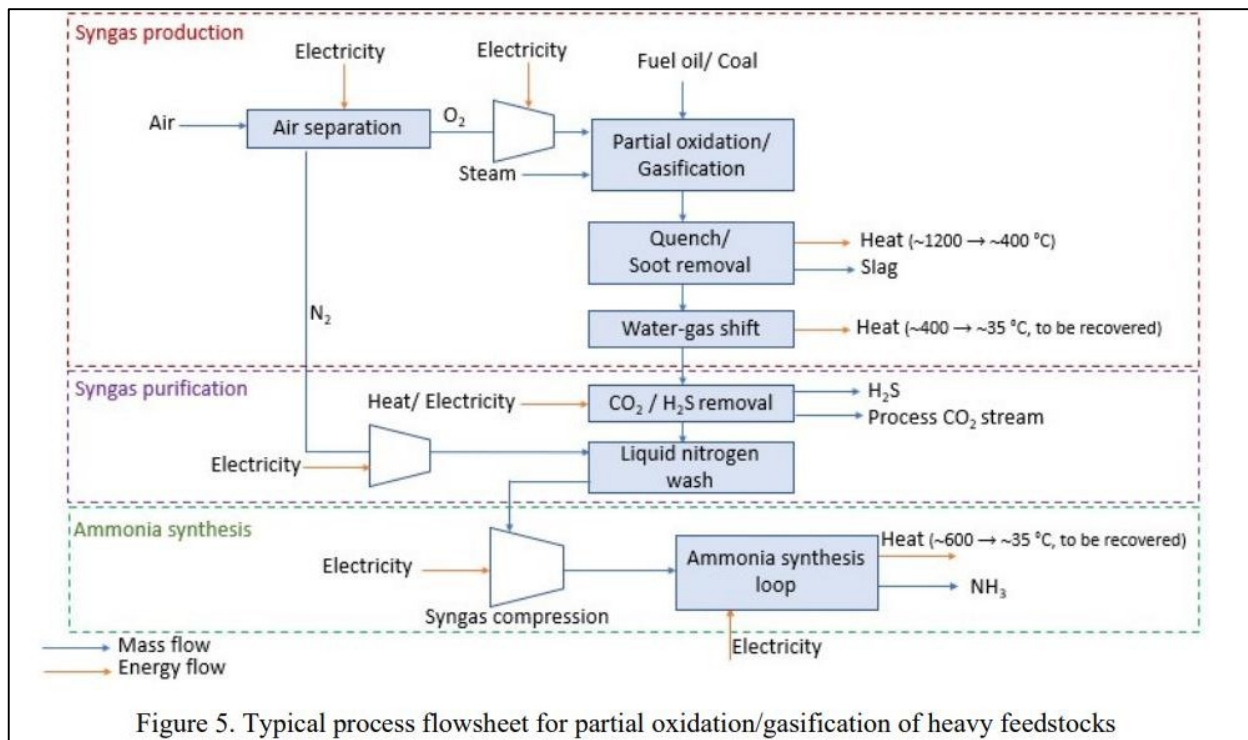 Syngas production
Electricity
Electricity
Fuel oil/ Coal
Air
Air separation
O₂
Steam
Partial oxidation/
Gasification
Quench/
Soot removal
Heat (~1200 → ~400 °C)
Slag
N₂
Water-gas shift
Heat (~400 → ~35 °C, to be recovered)
Syngas purification
Heat/ Electricity
CO₂ / H₂S removal
H₂S
Process CO₂ stream
Electricity
Liquid nitrogen
wash
Ammonia synthesis
Electricity
Syngas compression
Ammonia synthesis
loop
Heat (~600 → ~35 °C, to be recovered)
NH₃
Electricity
Mass flow
Energy flow
Figure 5. Typical process flowsheet for partial oxidation/gasification of heavy feedstocks